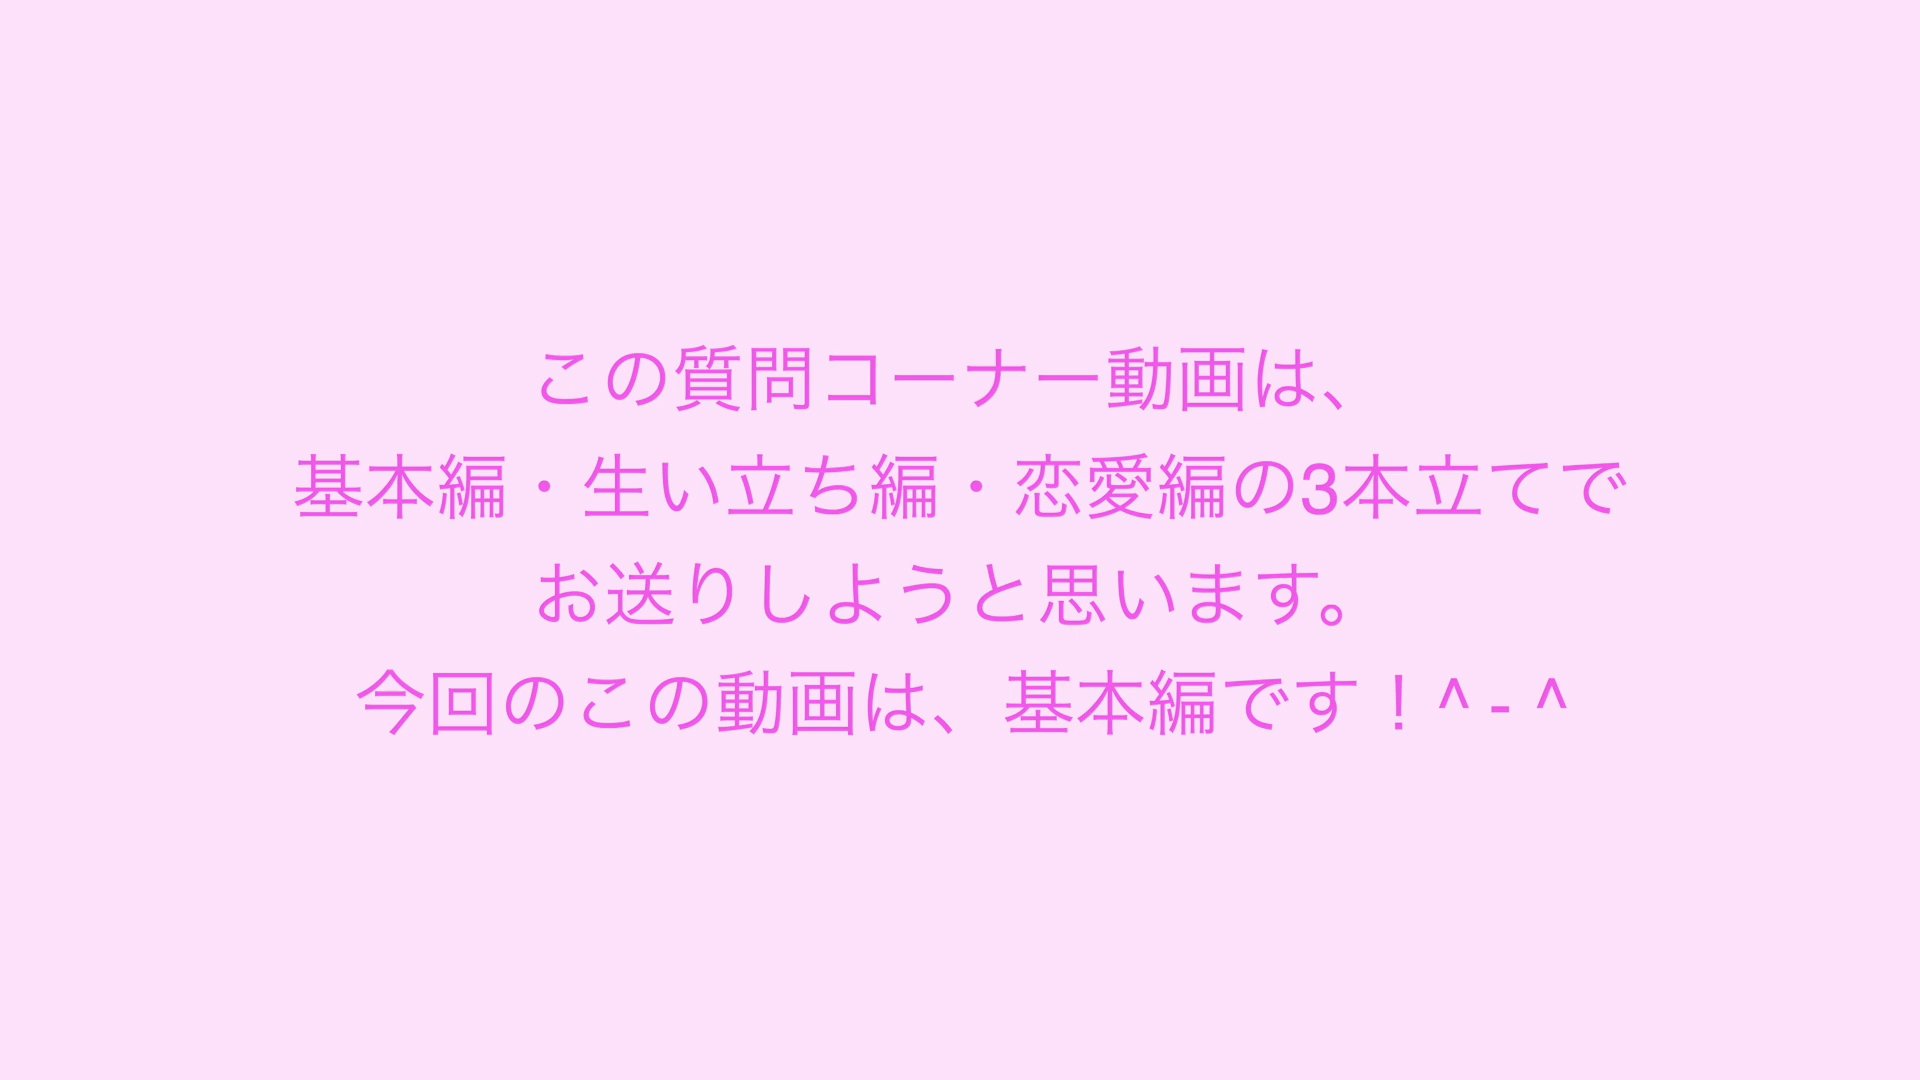 この質問コーナー動画は、
基本編・生い立ち編・恋愛編の3本立てで
お送りしようと思います。
今回のこの動画は、基本編です！^ - ^